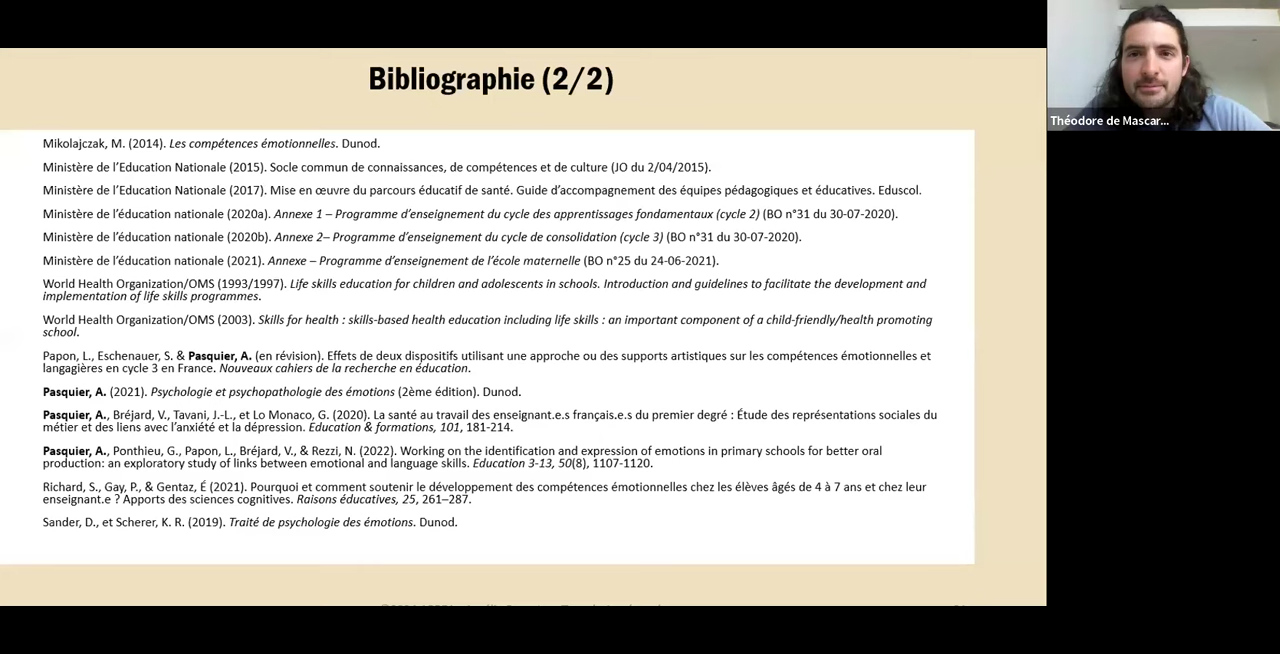 Bibliographie (2/2)
Théodore de Mascar...
Mikolajczak, M. (2014). Les compétences émotionnelles. Dunod.
Ministère de l'Education Nationale (2015). Socle commun de connaissances, de compétences et de culture (JO du 2/04/2015).
Ministère de l'Education Nationale (2017). Mise en œuvre du parcours éducatif de santé. Guide d'accompagnement des équipes pédagogiques et éducatives. Eduscol.
Ministère de l'éducation nationale (2020a). Annexe 1 – Programme d'enseignement du cycle des apprentissages fondamentaux (cycle 2) (BO n°31 du 30-07-2020).
Ministère de l'éducation nationale (2020b). Annexe 2– Programme d'enseignement du cycle de consolidation (cycle 3) (BO n°31 du 30-07-2020).
Ministère de l'éducation nationale (2021). Annexe – Programme d'enseignement de l'école maternelle (BO n°25 du 24-06-2021).
World Health Organization/OMS (1993/1997). Life skills education for children and adolescents in schools. Introduction and guidelines to facilitate the development and
implementation of life skills programmes.
World Health Organization/OMS (2003). Skills for health : skills-based health education including life skills : an important component of a child-friendly/health promoting
school.
Papon, L., Eschenauer, S. & Pasquier, A. (en révision). Effets de deux dispositifs utilisant une approche ou des supports artistiques sur les compétences émotionnelles et
langagières en cycle 3 en France. Nouveaux cahiers de la recherche en éducation.
Pasquier, A. (2021). Psychologie et psychopathologie des émotions (2ème édition). Dunod.
Pasquier, A., Bréjard, V., Tavani, J.-L., et Lo Monaco, G. (2020). La santé au travail des enseignant.e.s français.e.s du premier degré : Étude des représentations sociales du
métier et des liens avec l'anxiété et la dépression. Education & formations, 101, 181-214.
Pasquier, A., Ponthieu, G., Papon, L., Bréjard, V., & Rezzi, N. (2022). Working on the identification and expression of emotions in primary schools for better oral
production: an exploratory study of links between emotional and language skills. Education 3-13, 50(8), 1107-1120.
Richard, S., Gay, P., & Gentaz, É (2021). Pourquoi et comment soutenir le développement des compétences émotionnelles chez les élèves âgés de 4 à 7 ans et chez leur
enseignant.e ? Apports des sciences cognitives. Raisons éducatives, 25, 261–287.
Sander, D., et Scherer, K. R. (2019). Traité de psychologie des émotions. Dunod.